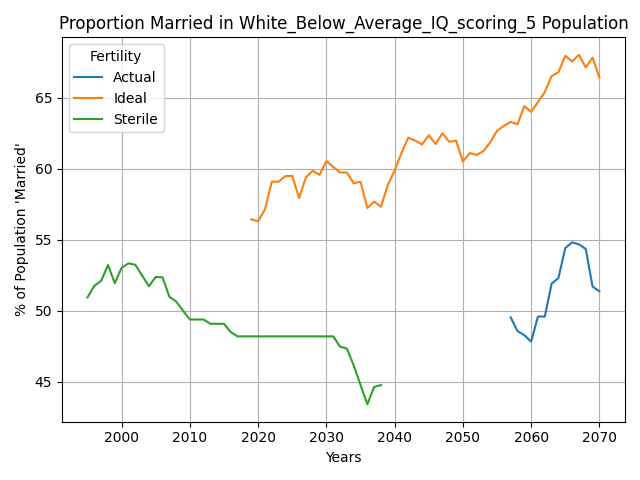 Proportion Married in White_Below_Average_IQ_scoring_5 Population
Fertility
Actual
Ideal
Sterile
% of Population 'Married'
65
60
55
50
45
2000 2010 2020 2030 2040 2050 2060 2070
Years